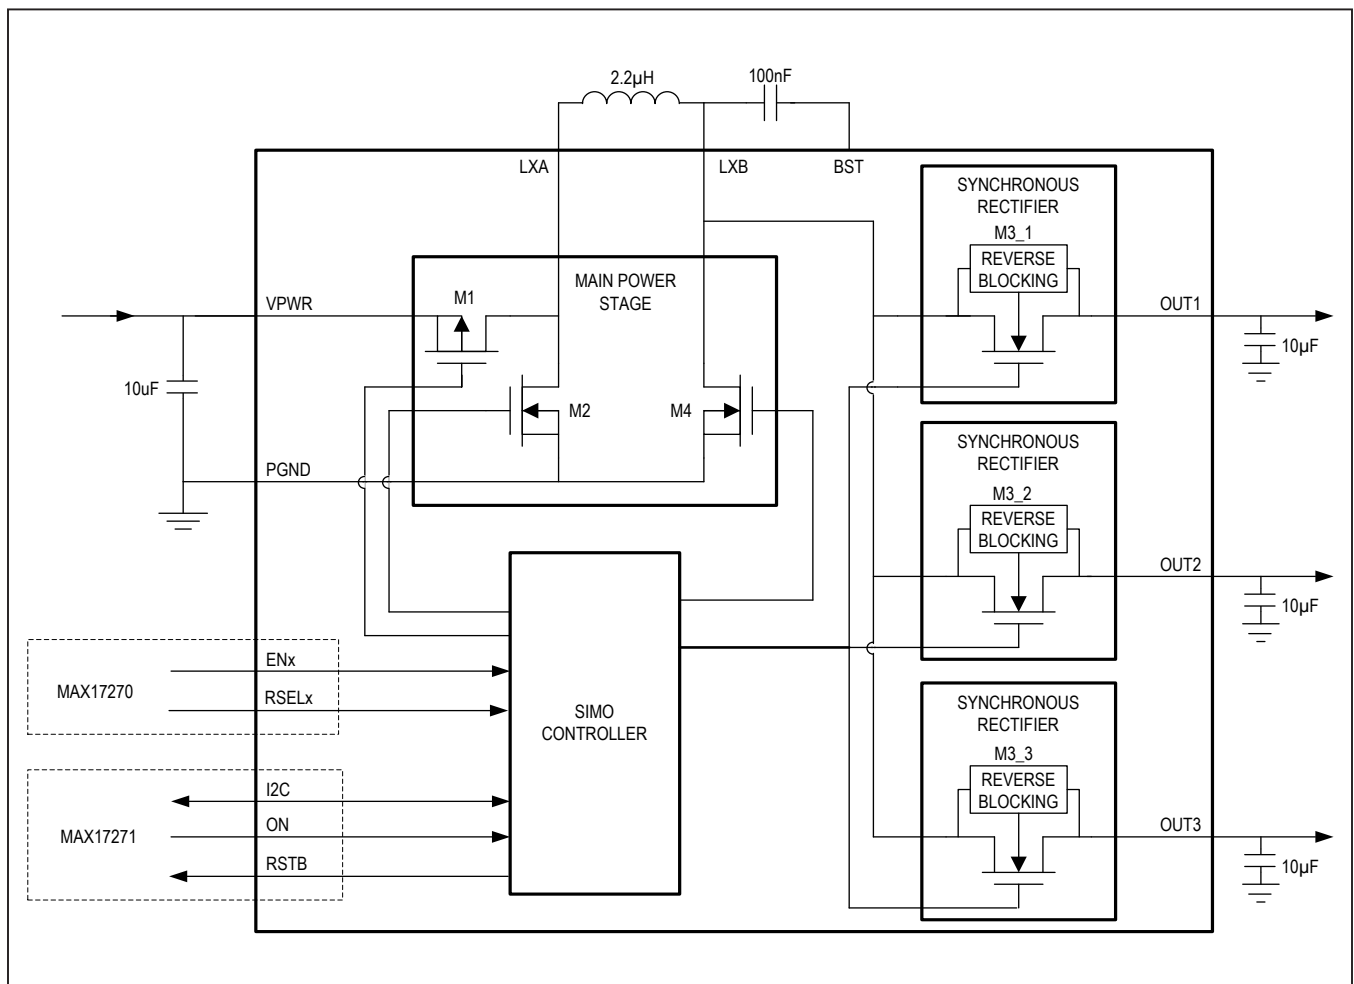 2.2µH
100nF
LXA
LXB
BST
SYNCHRONOUS
RECTIFIER
M3_1
REVERSE
BLOCKING
OUT1
10µF
MAIN POWER
STAGE
VPWR
M1
10uF
M2
M4
PGND
SYNCHRONOUS
RECTIFIER
M3_2
REVERSE
BLOCKING
OUT2
10µF
MAX17270
ENx
RSELx
SIMO
CONTROLLER
MAX17271
I2C
ON
RSTB
SYNCHRONOUS
RECTIFIER
M3_3
REVERSE
BLOCKING
OUT3
10µF